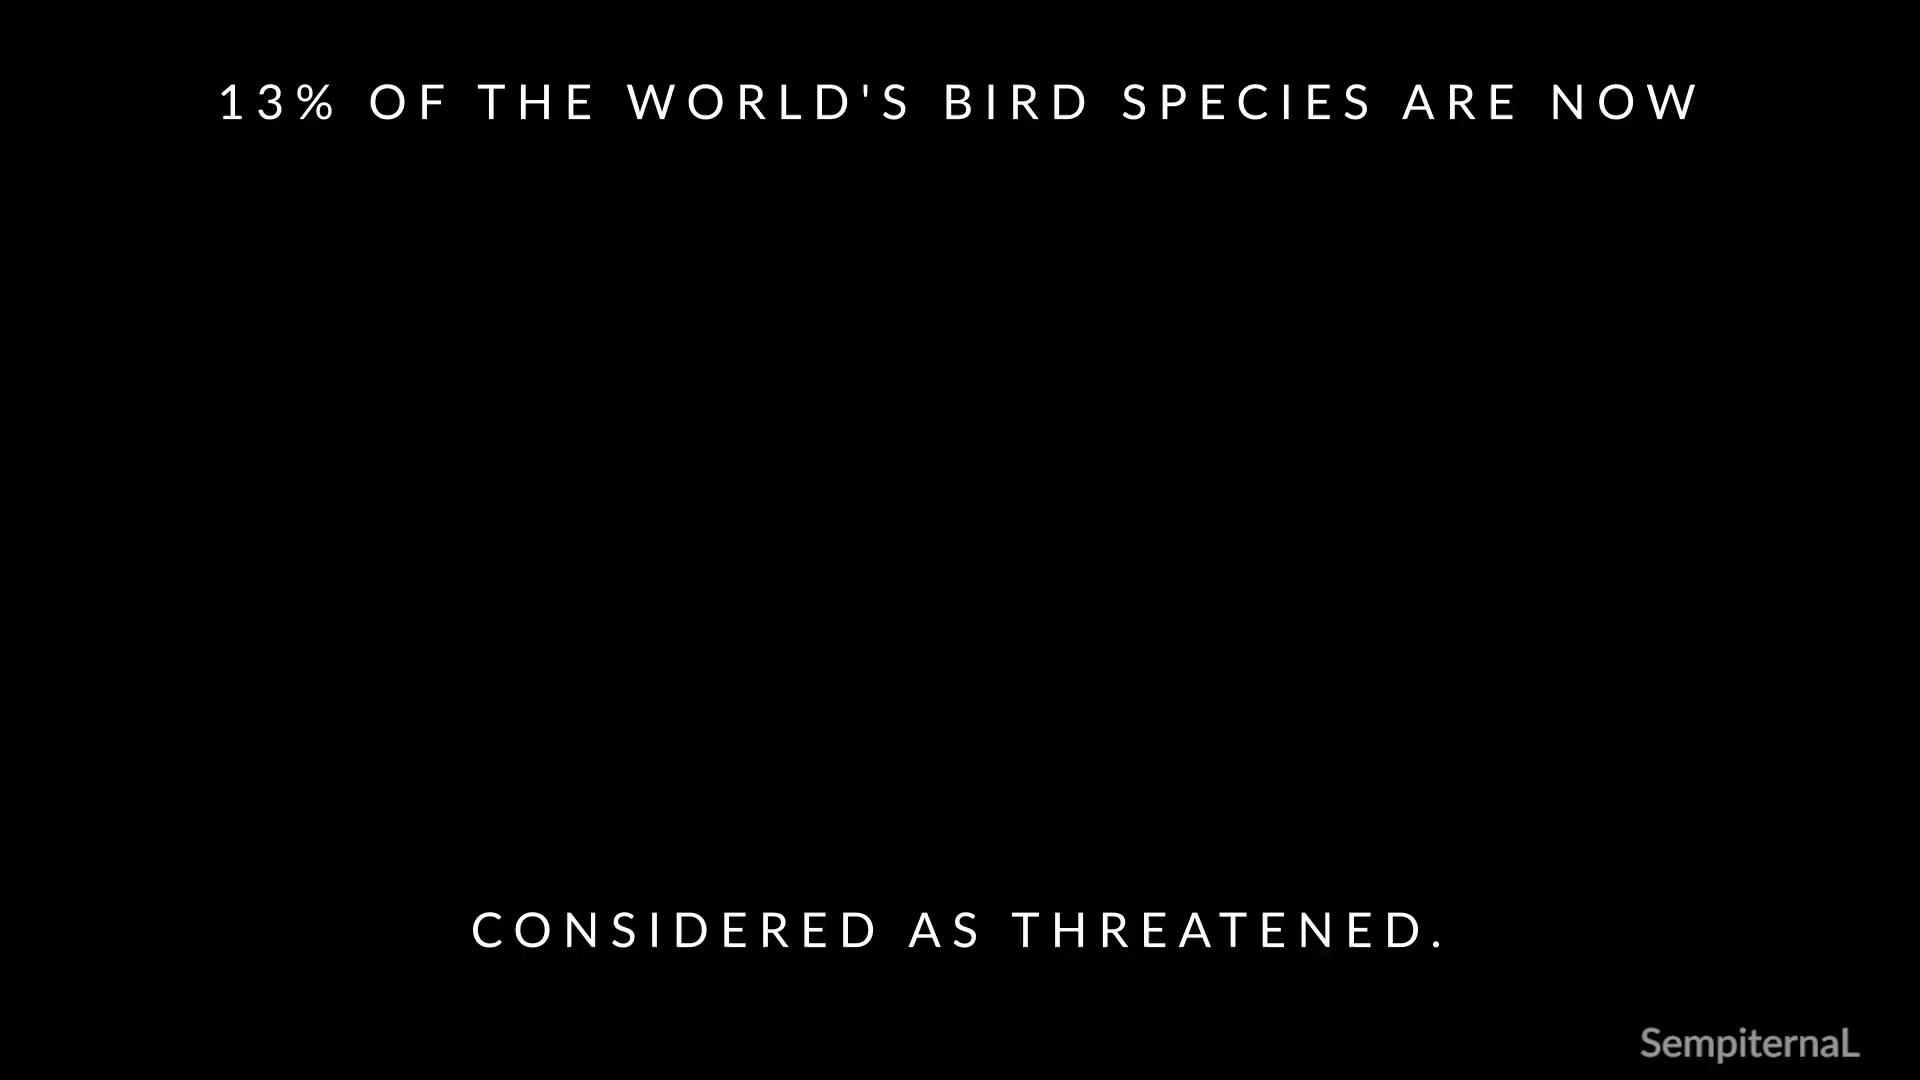 13% OF THE WORLD'S BIRD SPECIES ARE NOW
CONSIDERED AS THREATENED.
SempiternaL